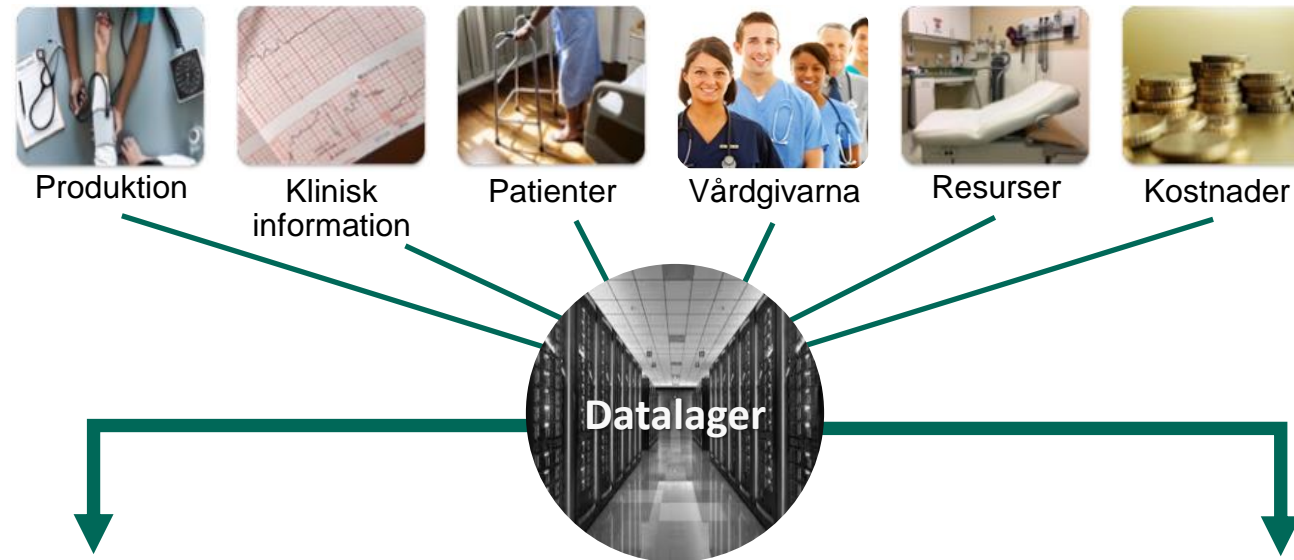 Produktion
Klinisk
information
Patienter
Vårdgivarna
Resurser
Kostnader
Datalager